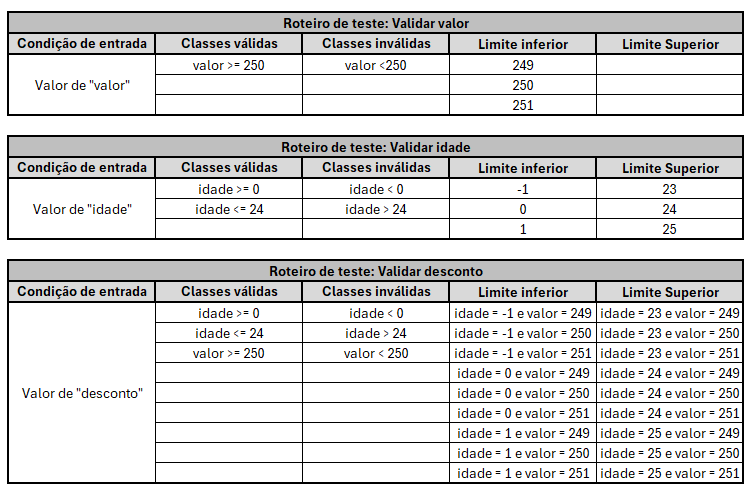 Roteiro de teste: Validar valor
Condição de entrada Classes válidas Classes inválidas Limite inferior Limite Superior
Valor de "valor" valor >= 250 valor <250 249
250
251
Roteiro de teste: Validar idade
Condição de entrada Classes válidas Classes inválidas Limite inferior Limite Superior
Valor de "idade" idade >= 0 idade < 0 -1 23
idade <= 24 idade > 24 0 24
1 25
Roteiro de teste: Validar desconto
Condição de entrada Classes válidas Classes inválidas Limite inferior Limite Superior
Valor de "desconto" idade >= 0 idade < 0 idade = -1 e valor = 249 idade = 23 e valor = 249
idade <= 24 idade > 24 idade = -1 e valor = 250 idade = 23 e valor = 250
valor >= 250 valor < 250 idade = -1 e valor = 251 idade = 23 e valor = 251
idade = 0 e valor = 249 idade = 24 e valor = 249
idade = 0 e valor = 250 idade = 24 e valor = 250
idade = 0 e valor = 251 idade = 24 e valor = 251
idade = 1 e valor = 249 idade = 25 e valor = 249
idade = 1 e valor = 250 idade = 25 e valor = 250
idade = 1 e valor = 251 idade = 25 e valor = 251